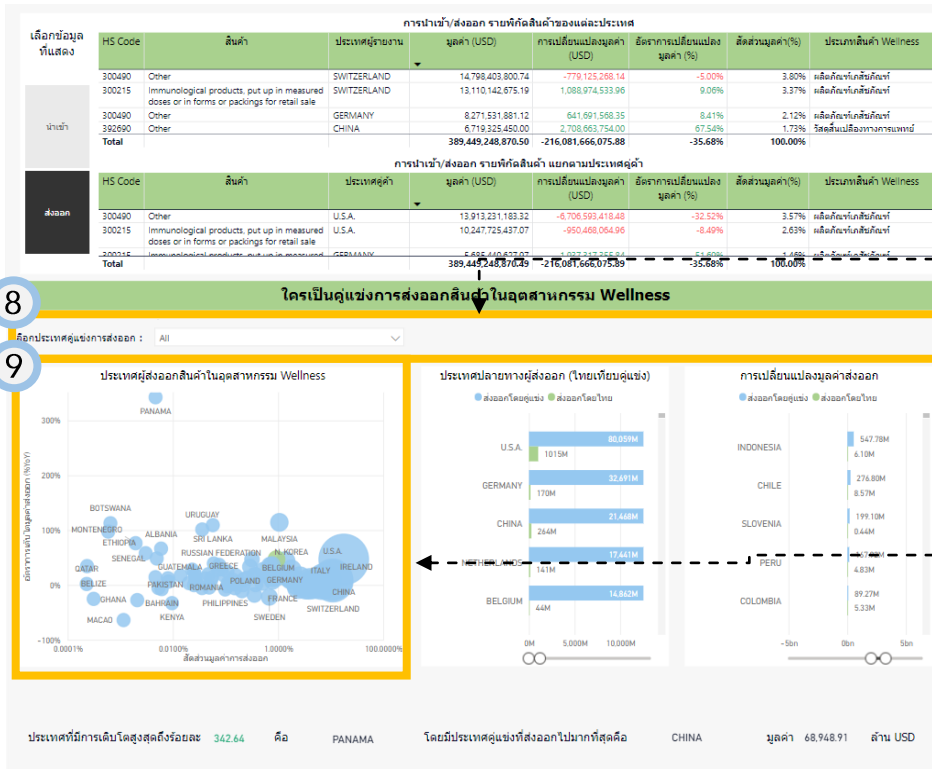 เลือกข้อมูล
ที่แสดง
นำเข้า
ส่งออก
การนำเข้า/ส่งออก รายพิกัดสินค้าของแต่ละประเทศ
HS Code สินค้า ประเทศผู้รายงาน มูลค่า (USD) การเปลี่ยนแปลงมูลค่า (USD) อัตราการเปลี่ยนแปลงมูลค่า (%) สัดส่วนมูลค่า(%) ประเภทสินค้า Wellness
300490 Other SWITZERLAND 14,798,403,800.74 -779,125,268.14 -5.00% 3.80% ผลิตภัณฑ์เภสัชภัณฑ์
300215 Immunological products, put up in measured SWITZERLAND 13,110,142,675.19 1,088,974,533.96 9.06% 3.37% ผลิตภัณฑ์เภสัชภัณฑ์
doses or in forms or packings for retail sale
300490 Other GERMANY 8,271,531,881.12 641,691,568.35 8.41% 2.12% ผลิตภัณฑ์เภสัชภัณฑ์
392690 Other CHINA 6,719,325,450.00 2,708,663,754.00 67.54% 1.73% วัสดุสิ้นเปลืองทางการแพทย์
Total 389,449,248,870.50 -216,081,666,075.88 -35.68% 100.00%
การนำเข้า/ส่งออก รายพิกัดสินค้า แยกตามประเทศคู่ค้า
HS Code สินค้า ประเทศคู่ค้า มูลค่า (USD) การเปลี่ยนแปลงมูลค่า (USD) อัตราการเปลี่ยนแปลงมูลค่า (%) สัดส่วนมูลค่า(%) ประเภทสินค้า Wellness
300490 Other U.S.A. 13,913,231,183.32 -6,706,593,418.48 -32.52% 3.57% ผลิตภัณฑ์เภสัชภัณฑ์
300215 Immunological products, put up in measured U.S.A. 10,247,725,437.07 -950,468,064.96 -8.49% 2.63% ผลิตภัณฑ์เภสัชภัณฑ์
doses or in forms or packings for retail sale
Total 389,449,248,870.49 -216,081,666,075.89 -35.68% 100.00%
8
ใครเป็นคู่แข่งการส่งออกสินค้าในอุตสาหกรรม Wellness
ลือกประเทศคู่แข่งการส่งออก : All
9
ประเทศผู้ส่งออกสินค้าในอุตสาหกรรม Wellness
อัตราการเติบโตมูลค่าส่งออก (%YoY)
300%
200%
100%
0%
-100%
PANAMA
BOTSWANA
MONTENEGRO
ETHIOPIA
ALBANIA
URUGUAY
SRI LANKA
MALAYSIA
SENEGAL
RUSSIAN FEDERATION
N. KOREA
U.S.A.
QATAR
GUATEMALA
GREECE
BELGIUM
ITALY
IRELAND
BELIZE
PAKISTAN
ROMANIA
POLAND
GERMANY
CHINA
GHANA
BAHRAIN
PHILIPPINES
FRANCE
SWITZERLAND
MACAO
KENYA
SWEDEN
0.0001% 0.0100% 1.0000% 100.0000%
สัดส่วนมูลค่าการส่งออก
ประเทศปลายทางผู้ส่งออก (ไทยเทียบคู่แข่ง)
ส่งออกโดยคู่แข่ง ส่งออกโดยไทย
U.S.A. 80,059M
1015M
GERMANY 32,691M
170M
CHINA 21,468M
264M
NETHERLANDS 17,441M
141M
BELGIUM 14,862M
44M
0M 5,000M 10,000M
การเปลี่ยนแปลงมูลค่าส่งออก
ส่งออกโดยคู่แข่ง ส่งออกโดยไทย
INDONESIA 547.78M
6.10M
CHILE 276.80M
8.57M
SLOVENIA 199.10M
0.44M
PERU
4.83M
COLOMBIA 89.27M
5.33M
-5bn 0bn 5bn
ประเทศที่มีการเติบโตสูงสุดถึงร้อยละ 342.64 คือ PANAMA โดยมีประเทศคู่แข่งที่ส่งออกไปมากที่สุดคือ CHINA มูลค่า 68,948.91 ล้าน USD